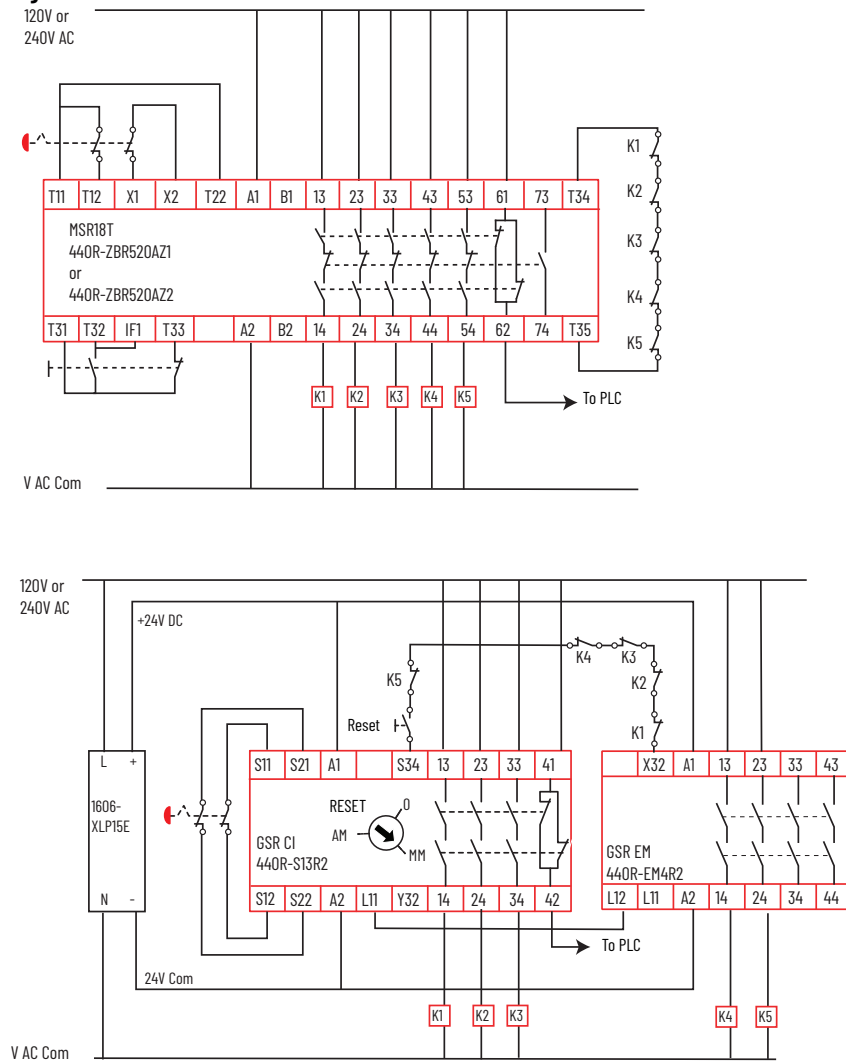 120V or
240V AC
K1
K2
K3
K4
K5
T11 T12 X1 X2 T22 A1 B1 13 23 33 43 53 61 73 T34
MSR18T
440R-ZBR520AZ1
or
440R-ZBR520AZ2
T31 T32 IF1 T33 A2 B2 14 24 34 44 54 62 74 T35
K1 K2 K3 K4 K5
To PLC
V AC Com
120V or
240V AC
+24V DC
K4 K3
K5 K2
Reset K1
L +
S11 S21 A1 S34 13 23 33 41
X32 A1 13 23 33 43
1606-
XLP15E
RESET O
AM
MM
GSR CI
440R-S13R2
GSR EM
440R-EM4R2
N -
S12 S22 A2 L11 Y32 14 24 34 42
L12 L11 A2 14 24 34 44
To PLC
24V Com
K1 K2 K3 K4 K5
V AC Com